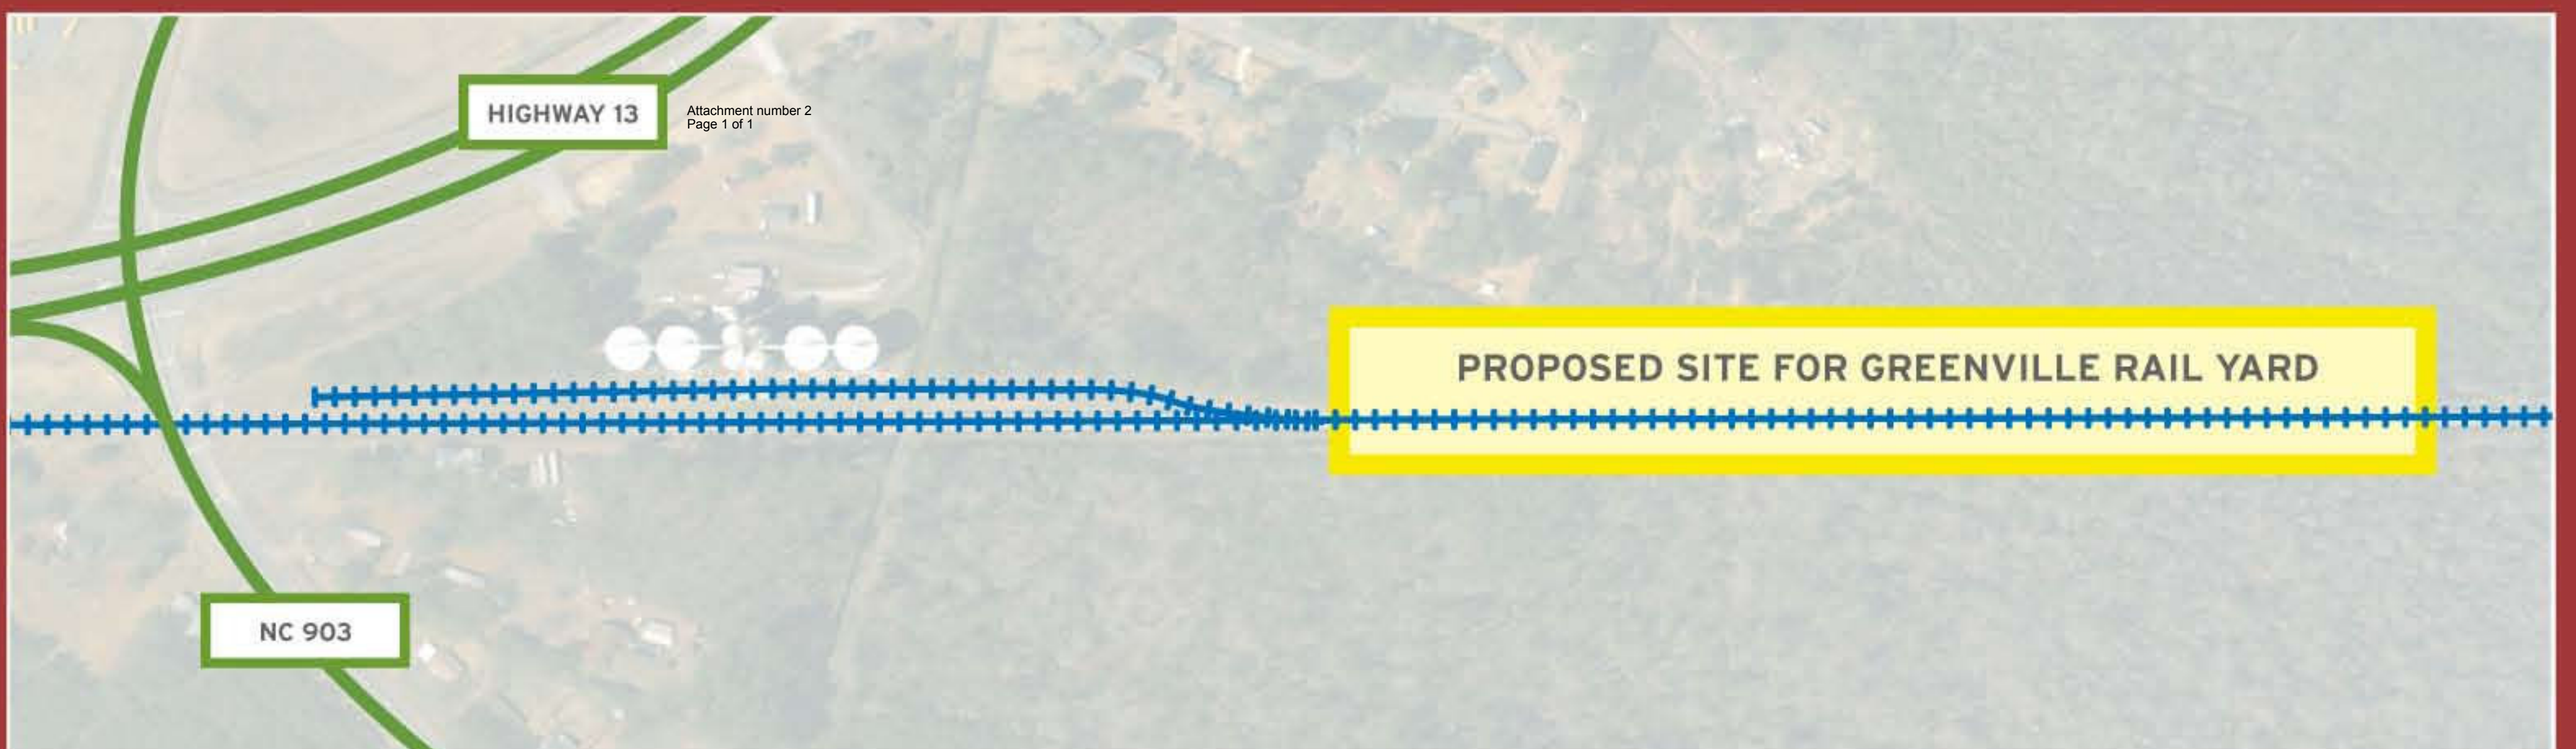 HIGHWAY 13
Attachment number 2
Page 1 of 1
PROPOSED SITE FOR GREENVILLE RAIL YARD
NC 903